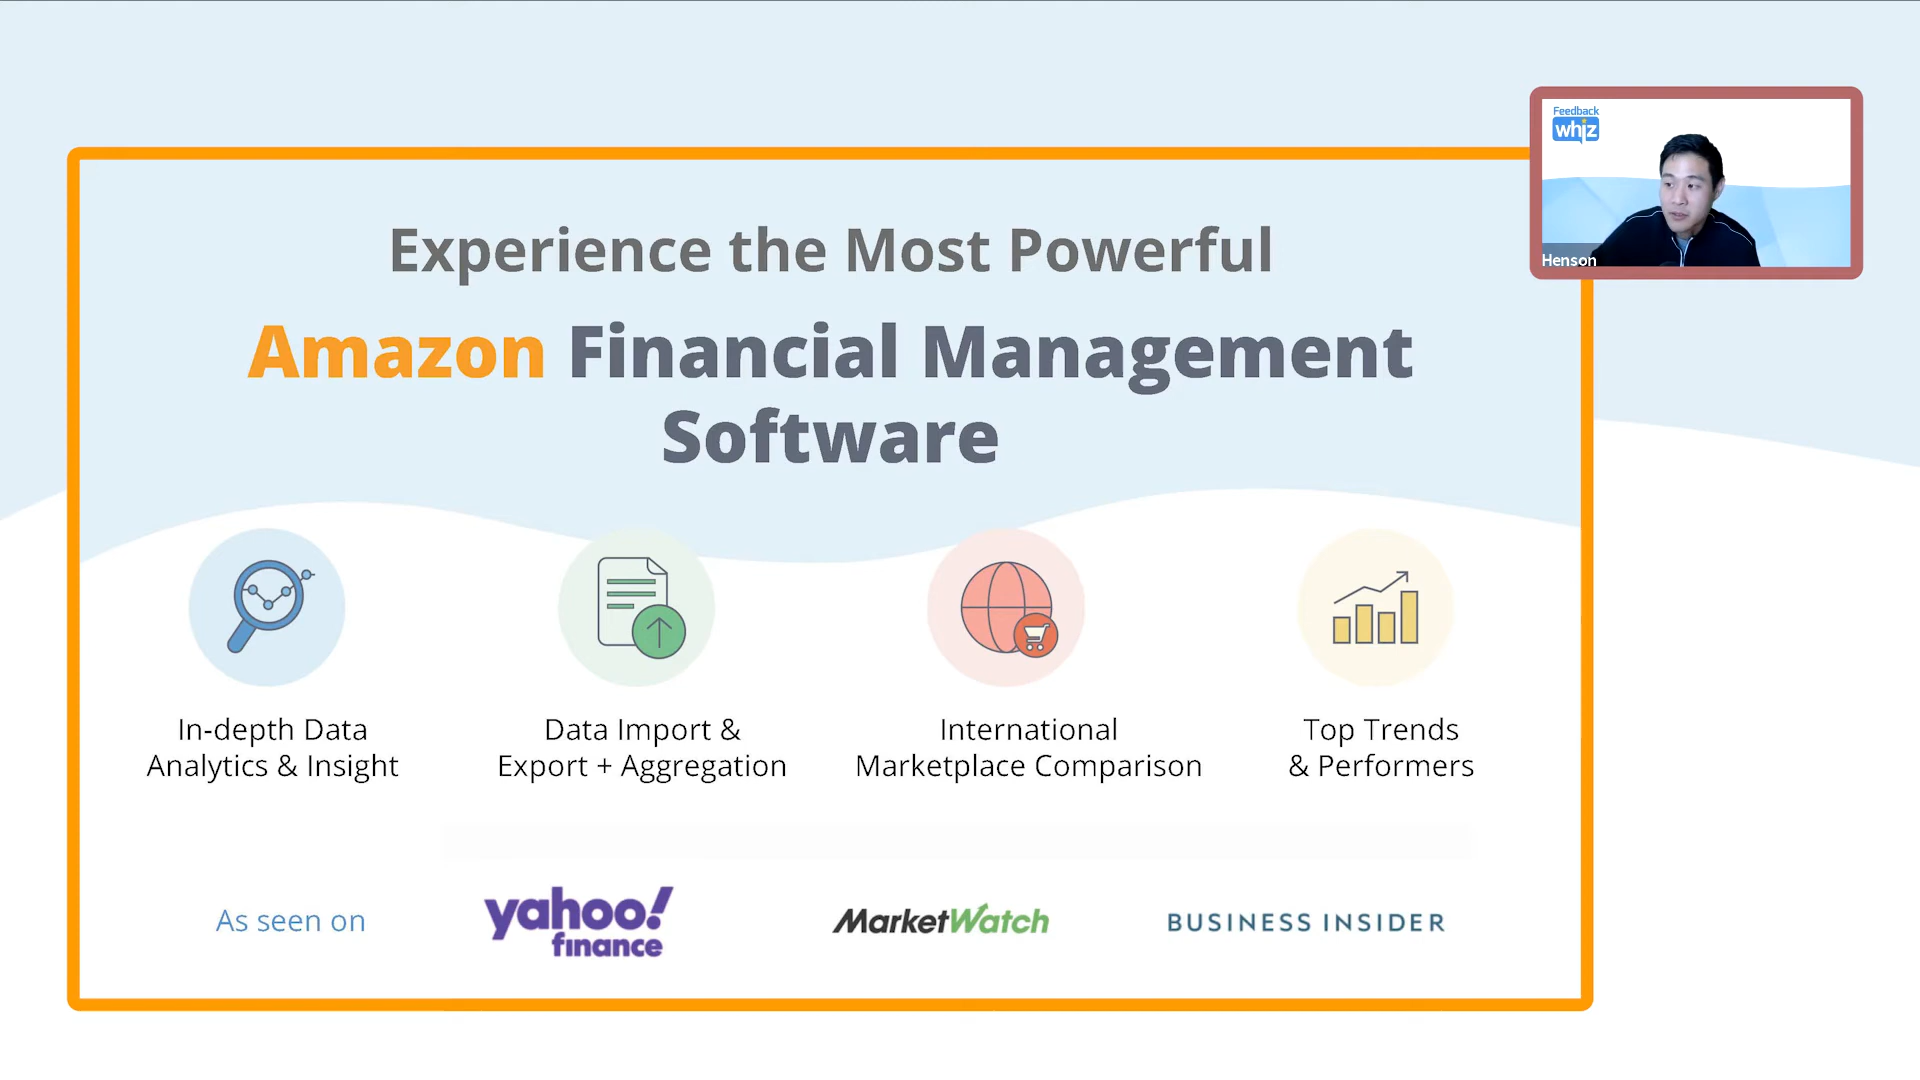 Feedback
whiz
Henson
Experience the Most Powerful
Amazon Financial Management
Software
In-depth Data
Analytics & Insight
Data Import &
Export + Aggregation
International
Marketplace Comparison
Top Trends
& Performers
As seen on
yahoo!
finance
MarketWatch
BUSINESS INSIDER